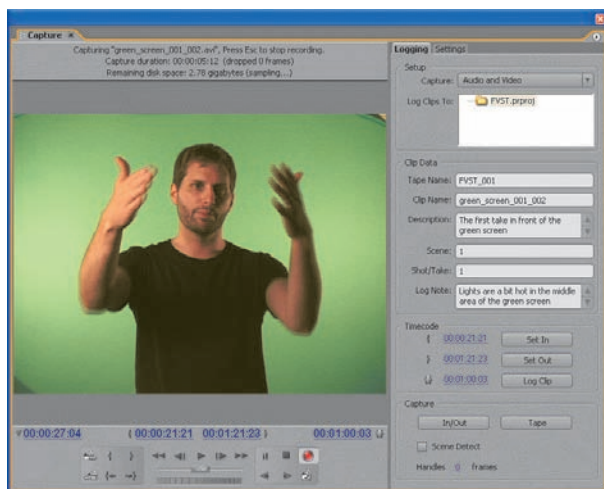 Capture
Capturing "green_screen_001_002.avi", Press Esc to stop recording.
Capture duration: 00:00:05:12 (dropped 0 frames)
Remaining disk space: 2.78 gigabytes (sampling...)
Logging Settings
Setup
Capture: Audio and Video
Log Clips To: FVST.prproj
Clip Data
Tape Name: FVST_001
Clip Name: green_screen_001_002
Description: The first take in front of the
green screen
Scene: 1
Shot/Take: 1
Log Note: Lights are a bit hot in the middle
area of the green screen
Timecode
00:00:21:21 Set In
00:01:21:23 Set Out
00:01:00:03 Log Clip
Capture
In/Out Tape
Scene Detect
Handles 0 frames
00:00:27:04 00:00:21:21 00:01:21:23 00:01:00:03